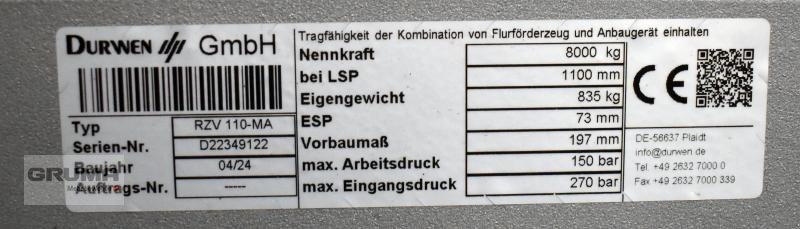 DURWEN GmbH
Typ RZV 110-MA
Serien-Nr. D22349122
Baujahr 04/24
Auftrags-Nr. -----
Tragfähigkeit der Kombination von Flurförderzeug und Anbaugerät einhalten
Nennkraft 8000 kg
bei LSP 1100 mm
Eigengewicht 835 kg
ESP 73 mm
Vorbaumaß 197 mm
max. Arbeitsdruck 150 bar
max. Eingangsdruck 270 bar
CE
DE-56637 Plaidt
info@durwen.de
Tel. +49 2632 7000 0
Fax +49 2632 7000 339
GRUMA